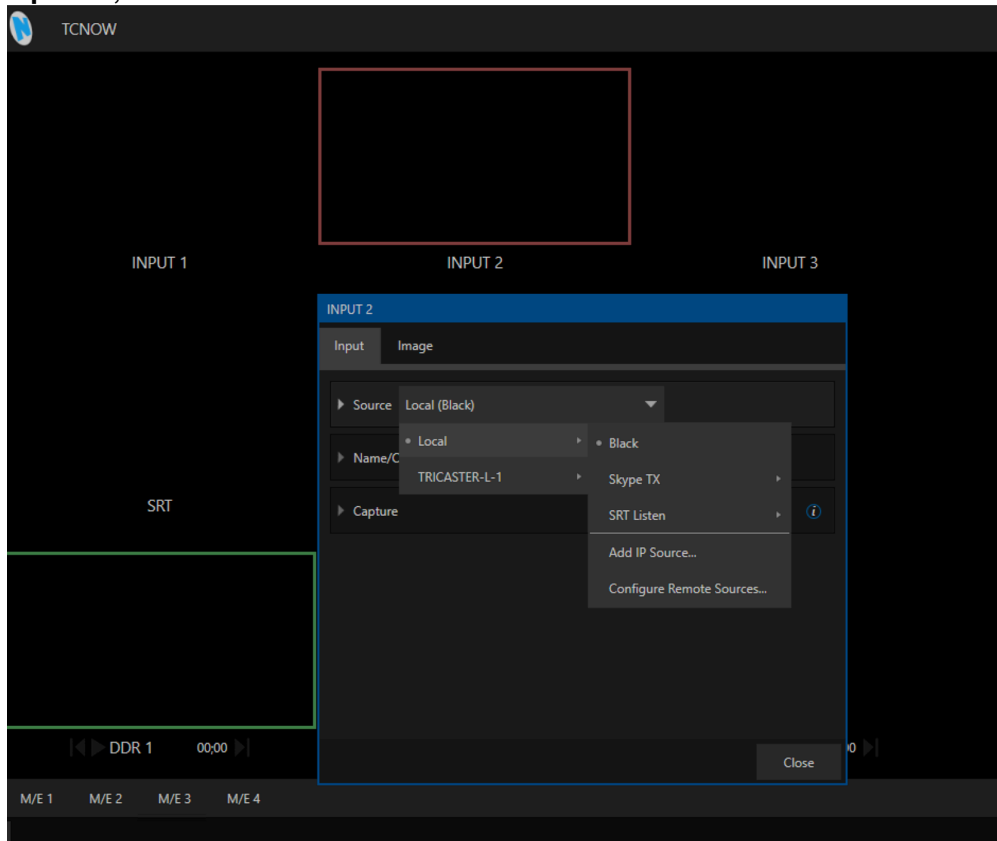 TCNOW
INPUT 1
INPUT 2
INPUT 3
INPUT 2
Input Image
Source Local (Black)
Local
Black
Name/C
TRICASTER-L-1
Skype TX
SRT
Capture
SRT Listen
Add IP Source...
Configure Remote Sources...
DDR 1 00;00
Close
M/E 1 M/E 2 M/E 3 M/E 4